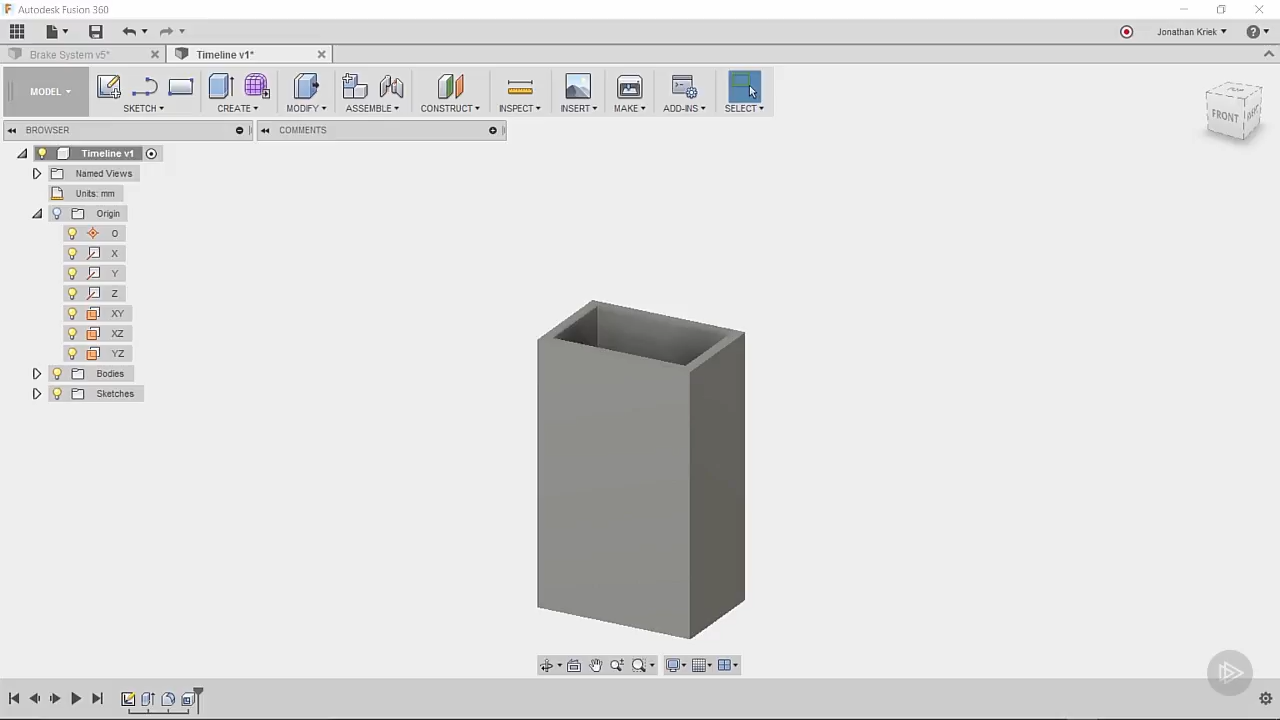 Autodesk Fusion 360
Jonathan Kriek
Brake System v5*
Timeline v1*
MODEL
SKETCH
CREATE
MODIFY
ASSEMBLE
CONSTRUCT
INSPECT
INSERT
MAKE
ADD-INS
SELECT
TOP
FRONT
BROWSER
COMMENTS
Timeline v1
Named Views
Units: mm
Origin
O
X
Y
Z
XY
XZ
YZ
Bodies
Sketches